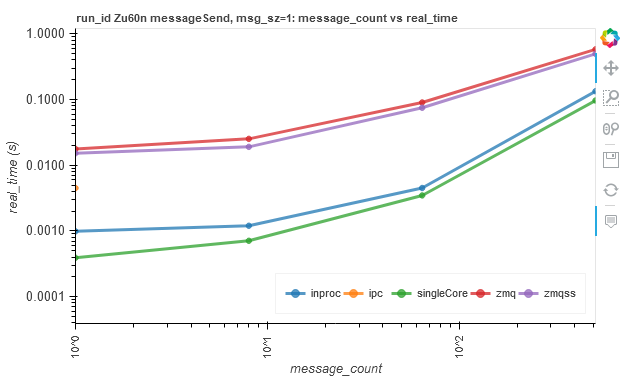 run_id Zu60n messageSend, msg_sz=1: message_count vs real_time
1.0000
0.1000
0.0100
0.0010
0.0001
real_time (s)
inproc ipc singleCore zmq zmqss
10^0 10^1 10^2
message_count